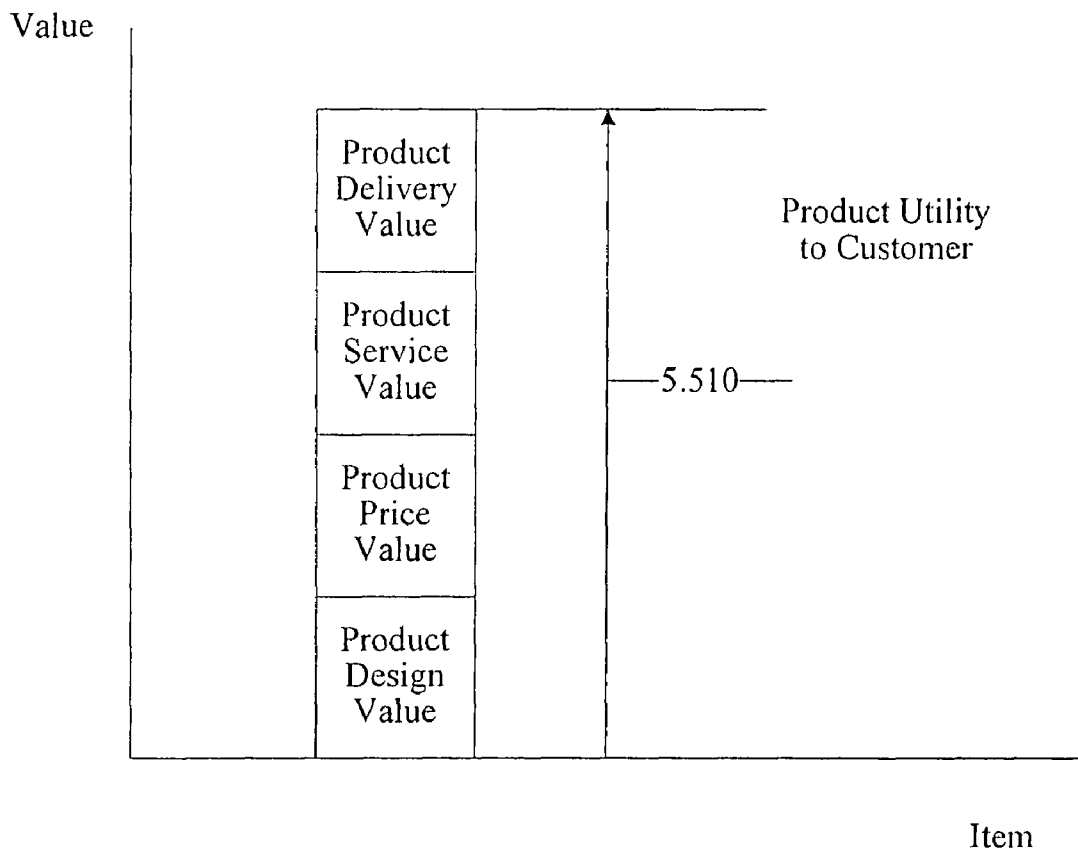 Value
Product
Delivery
Value
Product Utility
to Customer
Product
Service
Value
5.510
Product
Price
Value
Product
Design
Value
Item